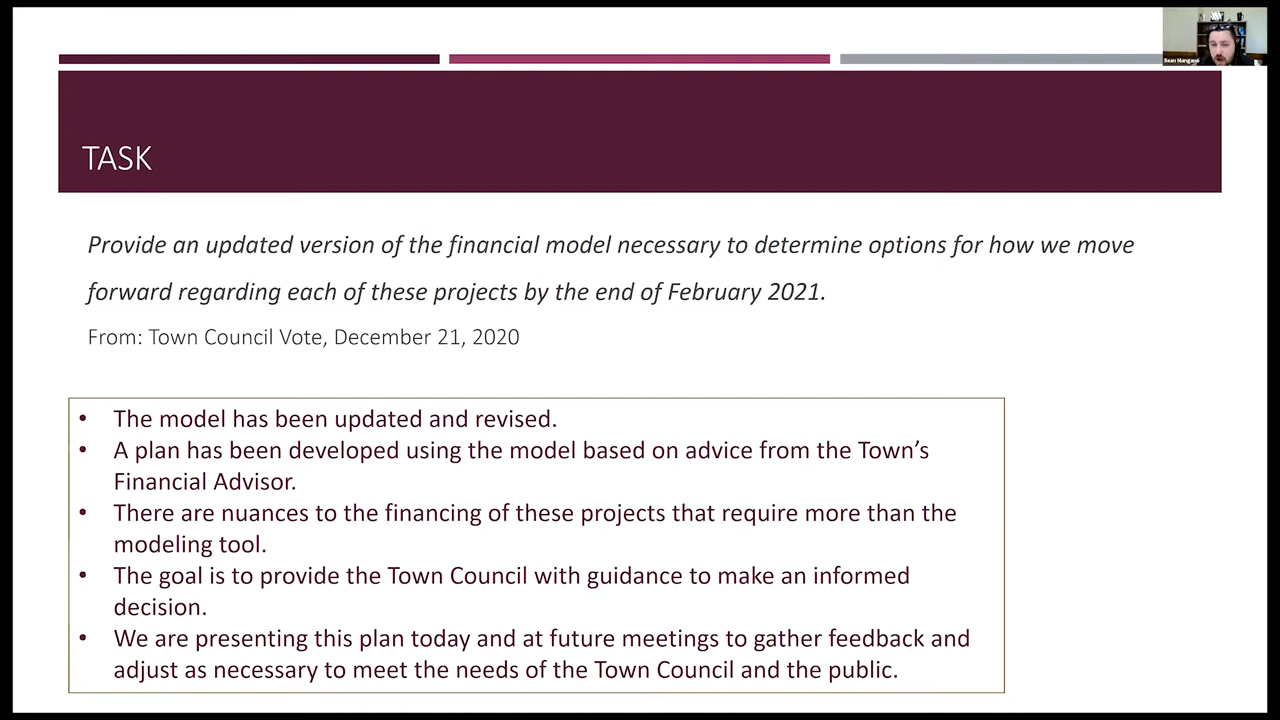 Sean Mangano
TASK
Provide an updated version of the financial model necessary to determine options for how we move
forward regarding each of these projects by the end of February 2021.
From: Town Council Vote, December 21, 2020
• The model has been updated and revised.
• A plan has been developed using the model based on advice from the Town’s
Financial Advisor.
• There are nuances to the financing of these projects that require more than the
modeling tool.
• The goal is to provide the Town Council with guidance to make an informed
decision.
• We are presenting this plan today and at future meetings to gather feedback and
adjust as necessary to meet the needs of the Town Council and the public.